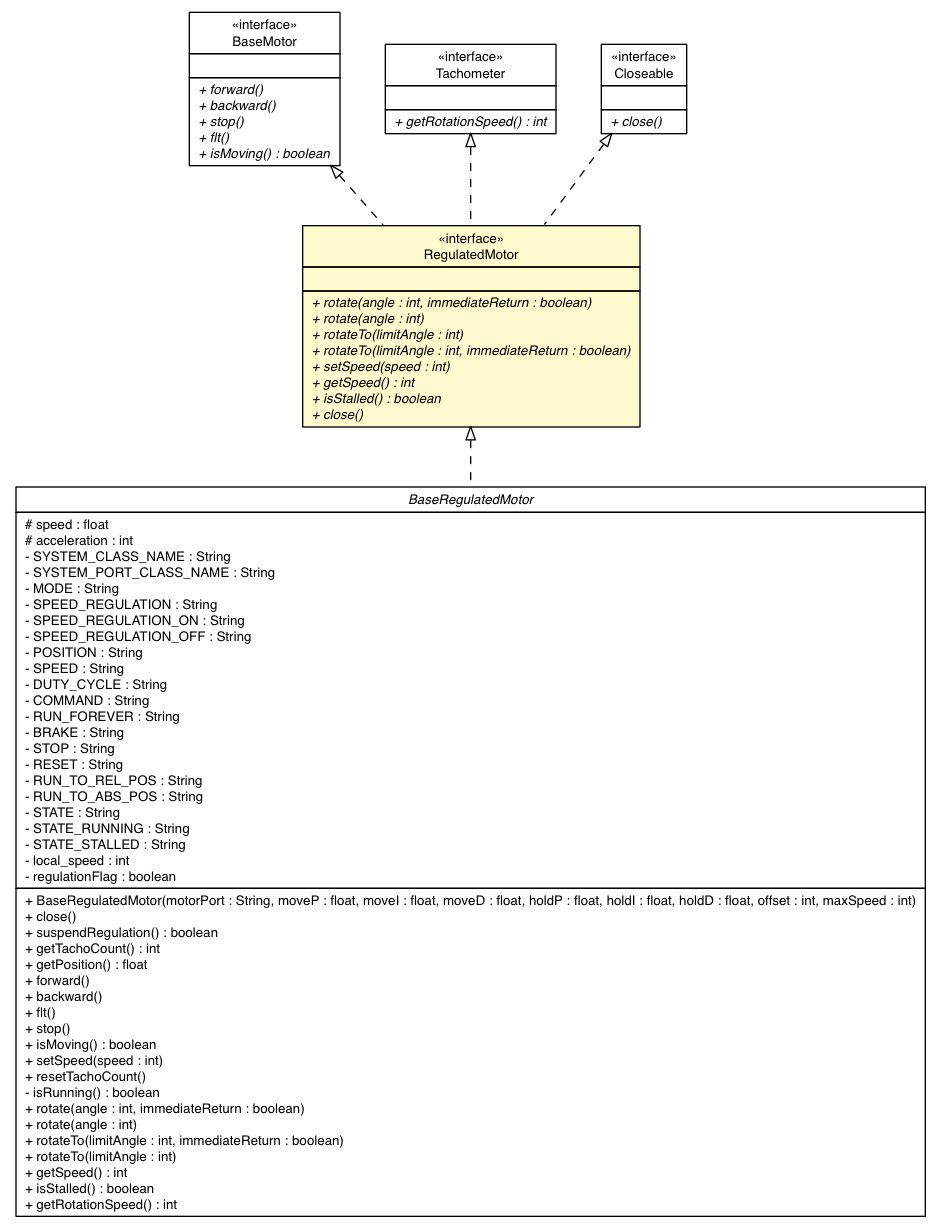 «interface»
BaseMotor
+ forward()
+ backward()
+ stop()
+ flt()
+ isMoving() : boolean
«interface»
Tachometer
+ getRotationSpeed() : int
«interface»
Closeable
+ close()
«interface»
RegulatedMotor
+ rotate(angle : int, immediateReturn : boolean)
+ rotate(angle : int)
+ rotateTo(limitAngle : int)
+ rotateTo(limitAngle : int, immediateReturn : boolean)
+ setSpeed(speed : int)
+ getSpeed() : int
+ isStalled() : boolean
+ close()
BaseRegulatedMotor
# speed : float
# acceleration : int
- SYSTEM_CLASS_NAME : String
- SYSTEM_PORT_CLASS_NAME : String
- MODE : String
- SPEED_REGULATION : String
- SPEED_REGULATION_ON : String
- SPEED_REGULATION_OFF : String
- POSITION : String
- SPEED : String
- DUTY_CYCLE : String
- COMMAND : String
- RUN_FOREVER : String
- BRAKE : String
- STOP : String
- RESET : String
- RUN_TO_REL_POS : String
- RUN_TO_ABS_POS : String
- STATE : String
- STATE_RUNNING : String
- STATE_STALLED : String
- local_speed : int
- regulationFlag : boolean
+ BaseRegulatedMotor(motorPort : String, moveP : float, moveI : float, moveD : float, holdP : float, holdI : float, holdD : float, offset : int, maxSpeed : int)
+ close()
+ suspendRegulation() : boolean
+ getTachoCount() : int
+ getPosition() : float
+ forward()
+ backward()
+ flt()
+ stop()
+ isMoving() : boolean
+ setSpeed(speed : int)
+ resetTachoCount()
- isRunning() : boolean
+ rotate(angle : int, immediateReturn : boolean)
+ rotate(angle : int)
+ rotateTo(limitAngle : int, immediateReturn : boolean)
+ rotateTo(limitAngle : int)
+ getSpeed() : int
+ isStalled() : boolean
+ getRotationSpeed() : int